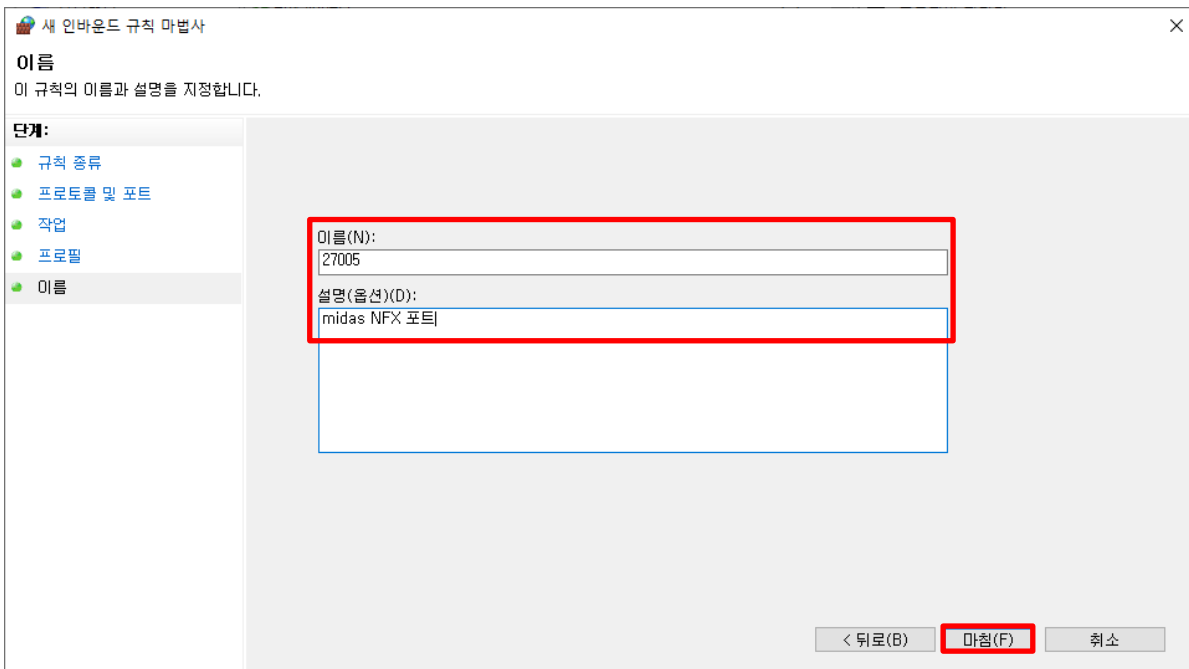 새 인바운드 규칙 마법사
이름
이 규칙의 이름과 설명을 지정합니다.
단계:
규칙 종류
프로토콜 및 포트
작업
프로필
이름
이름(N):
27005
설명(옵션)(D):
midas NFX 포트
< 뒤로(B)
마침(F)
취소